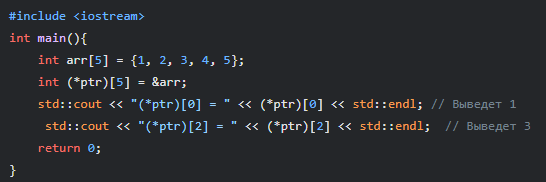 #include <iostream>
int main(){
    int arr[5] = {1, 2, 3, 4, 5};
    int (*ptr)[5] = &arr;
    std::cout << "(*ptr)[0] = " << (*ptr)[0] << std::endl; // Выведет 1
     std::cout << "(*ptr)[2] = " << (*ptr)[2] << std::endl;  // Выведет 3
    return 0;
}